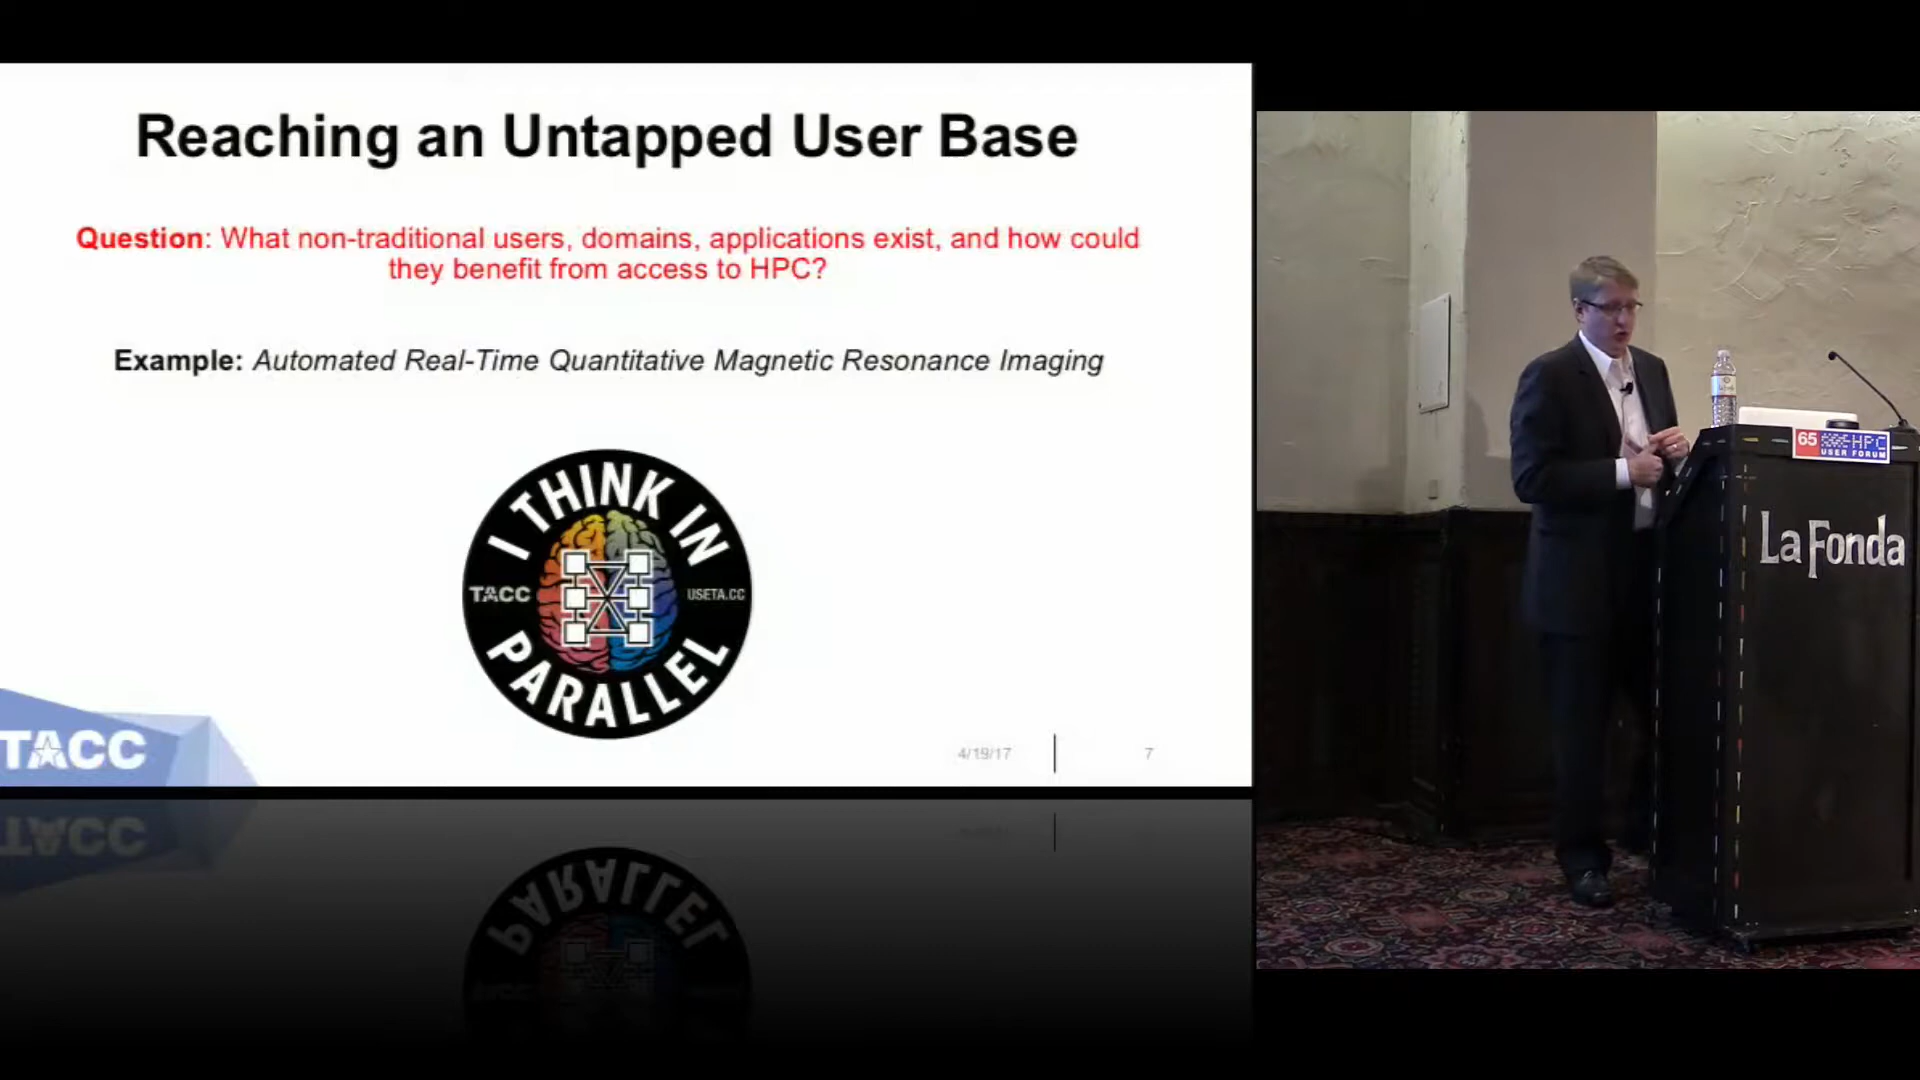 Reaching an Untapped User Base
Question: What non-traditional users, domains, applications exist, and how could
they benefit from access to HPC?
Example: Automated Real-Time Quantitative Magnetic Resonance Imaging
I THINK IN
TACC
USETA.CC
PARALLEL
TACC
4/19/17
7
65 HPC
USER FORUM
La Fonda